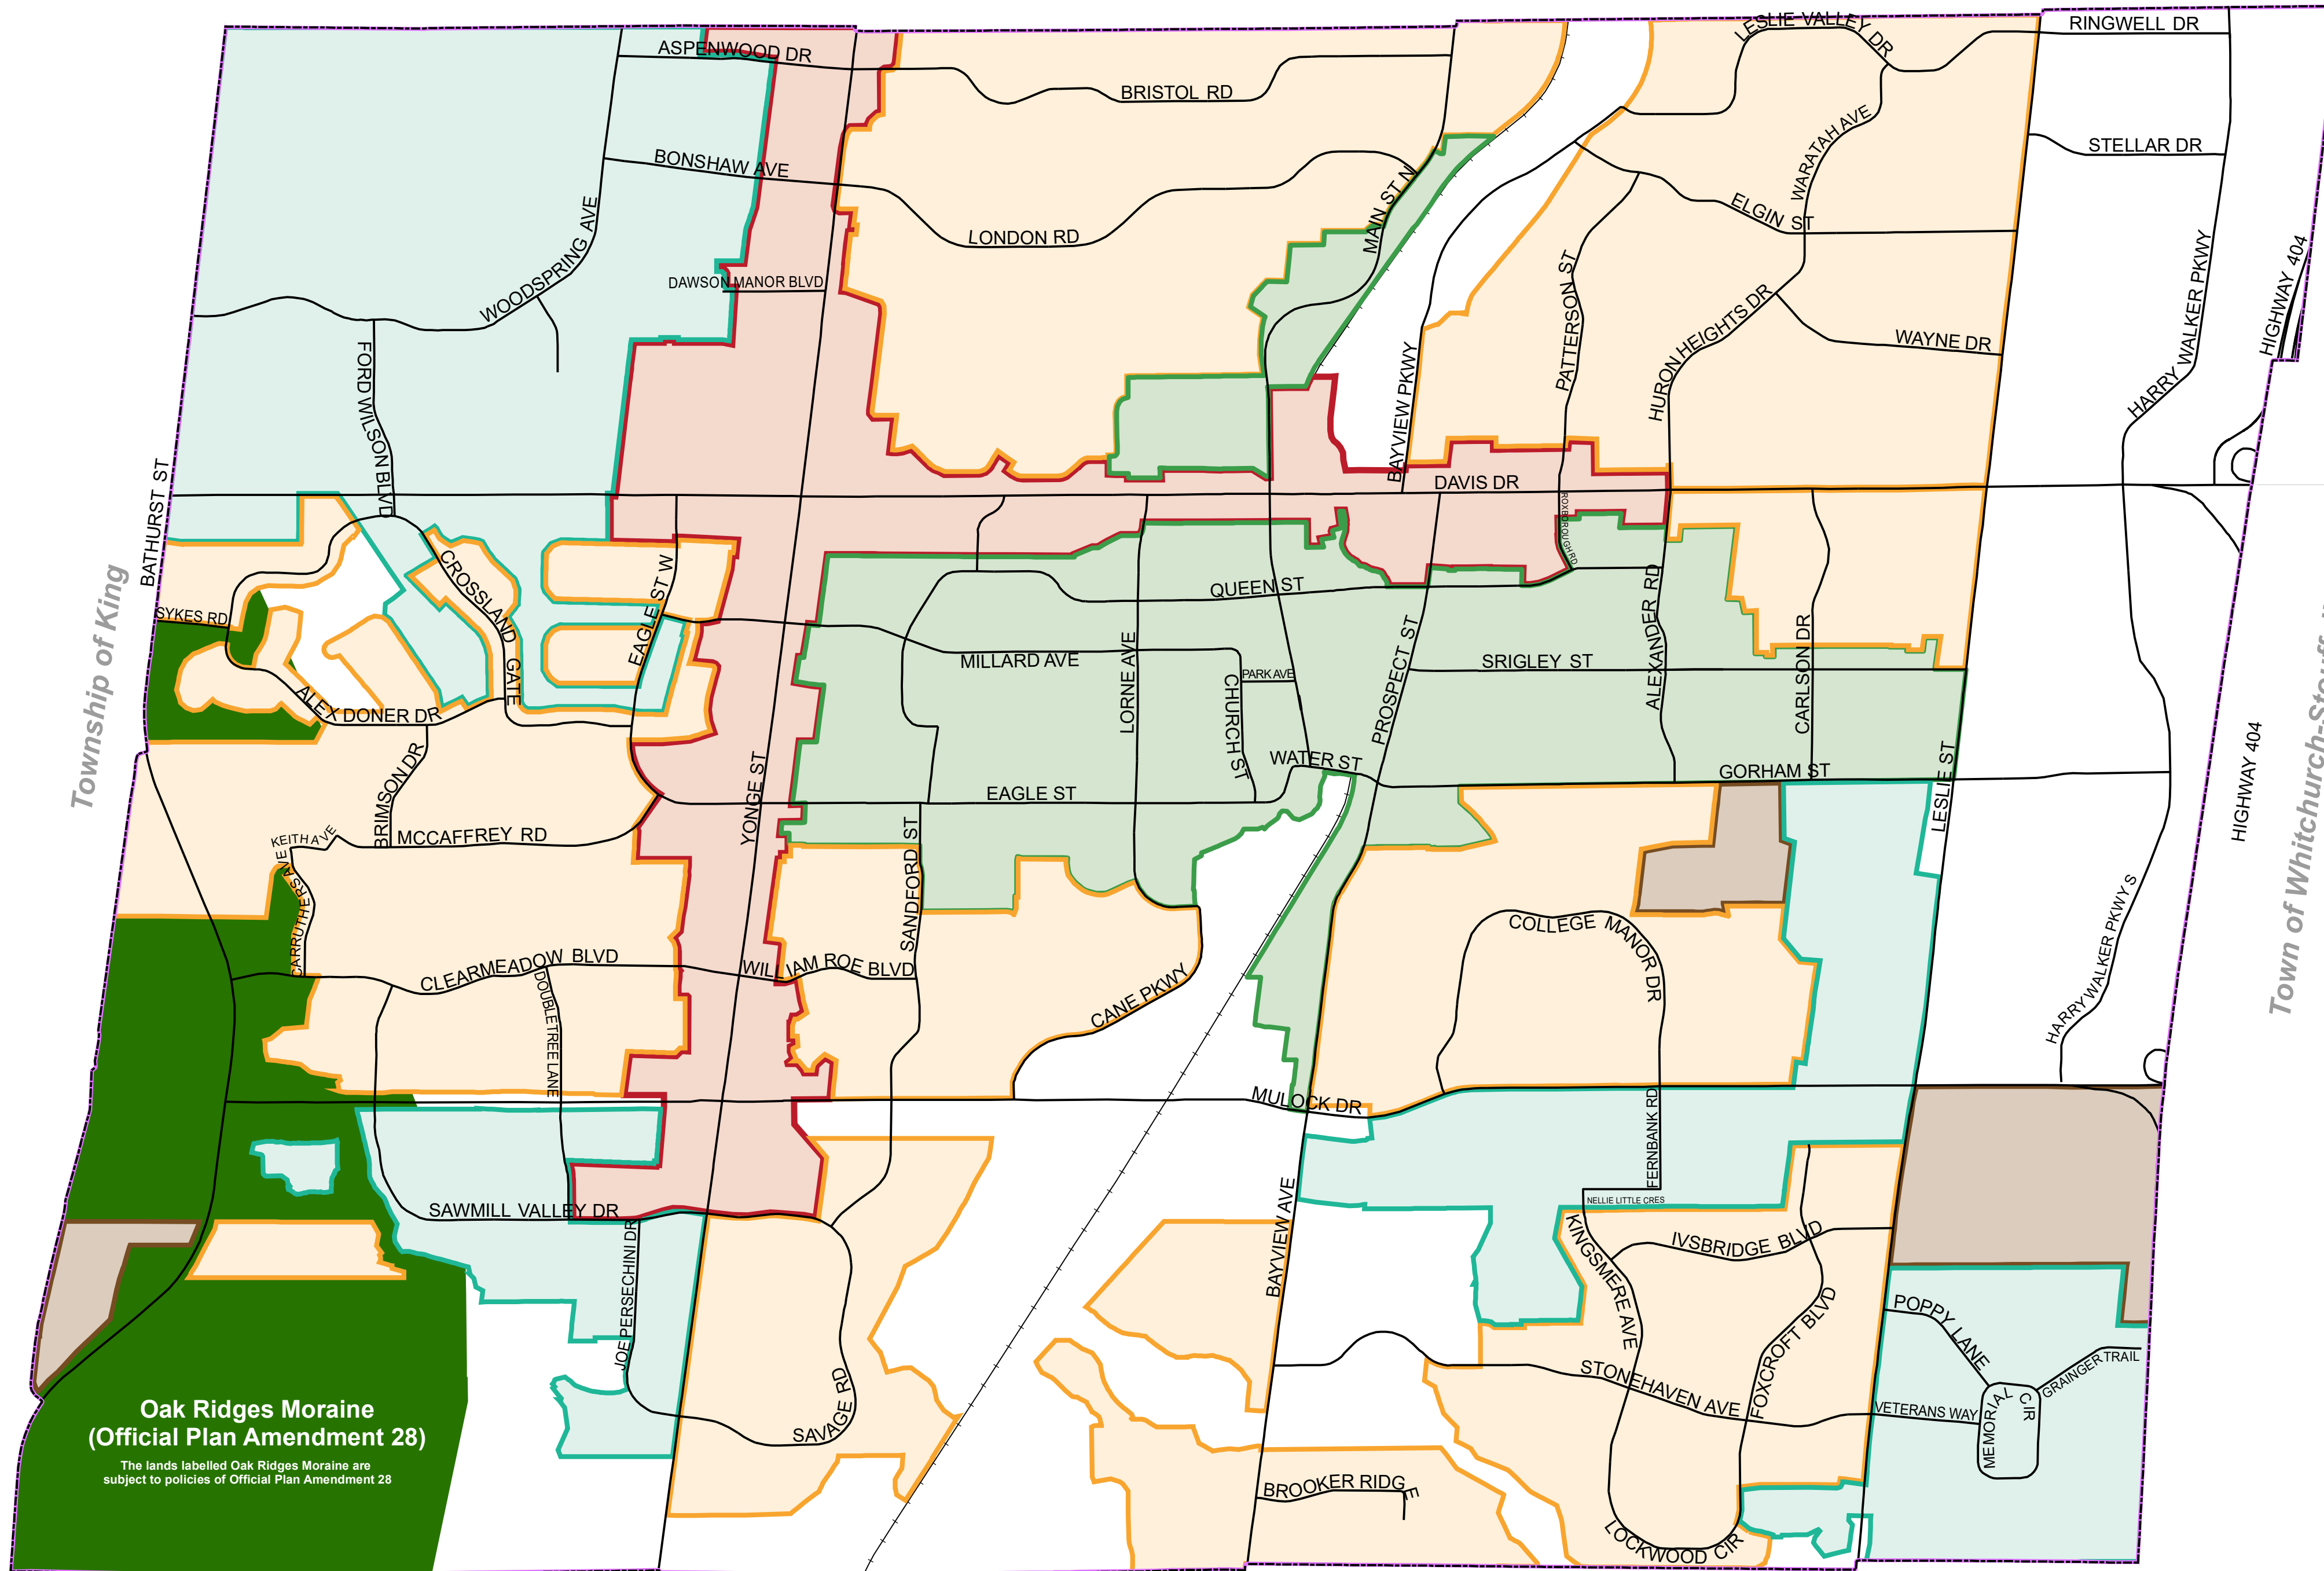 RINGWELL DR
LESLIE VALLEY DR
ASPENWOOD DR
BRISTOL RD
WARATAH AVE
STELLAR DR
BONSHAW AVE
MAIN ST N
ELGIN ST
LONDON RD
WOODSPRING AVE
DAWSON MANOR BLVD
PATTERSON ST
HURON HEIGHTS DR
HARRY WALKER PKWY
HIGHWAY 404
WAYNE DR
FORD WILSON BLVD
BAYVIEW PKWY
BATHURST ST
DAVIS DR
ROXBOROUGH RD
Township of King
CROSSLAND
GATE
EAGLE ST W
SYKES RD
QUEEN ST
ALEXANDER RD
LORNE AVE
MILLARD AVE
PARK AVE
CHURCH ST
PROSPECT ST
SRIGLEY ST
CARLSON DR
ALEX DONER DR
BRIMSON DR
YONGE ST
WATER ST
GORHAM ST
LESLIE ST
HIGHWAY 404
EAGLE ST
KEITH AVE
MCCAFFREY RD
SANDFORD ST
CARRUTHERS AVE
COLLEGE MANOR DR
HARRY WALKER PKWY S
CLEARMEADOW BLVD
WILLIAM ROE BLVD
CANE PKWY
DOUBLETREE LANE
MULOCK DR
FERNBANK RD
NELLIE LITTLE CRES
SAWMILL VALLEY DR
JOE PERSECHINI DR
BAYVIEW AVE
KINGSMERE AVE
IVSBRIDGE BLVD
POPPY LANE
FOXCROFT BLVD
STONEHAVEN AVE
GRAINGER TRAIL
VETERANS WAY
MEMORIAL CIR
SAVAGE RD
BROOKER RIDGE
LOCKWOOD CIR
Oak Ridges Moraine
(Official Plan Amendment 28)
The lands labelled Oak Ridges Moraine are
subject to policies of Official Plan Amendment 28